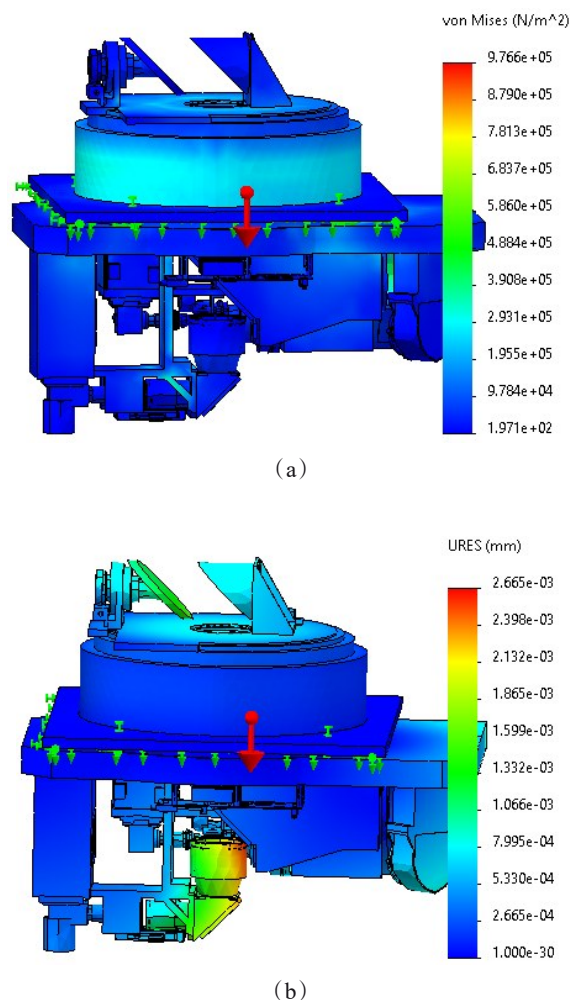 von Mises (N/m^2)
9.766e+05
8.790e+05
7.813e+05
6.837e+05
5.860e+05
4.884e+05
3.908e+05
2.931e+05
1.955e+05
9.784e+04
1.971e+02
(a)
URES (mm)
2.665e-03
2.398e-03
2.132e-03
1.865e-03
1.599e-03
1.332e-03
1.066e-03
7.995e-04
5.330e-04
2.665e-04
1.000e-30
(b)